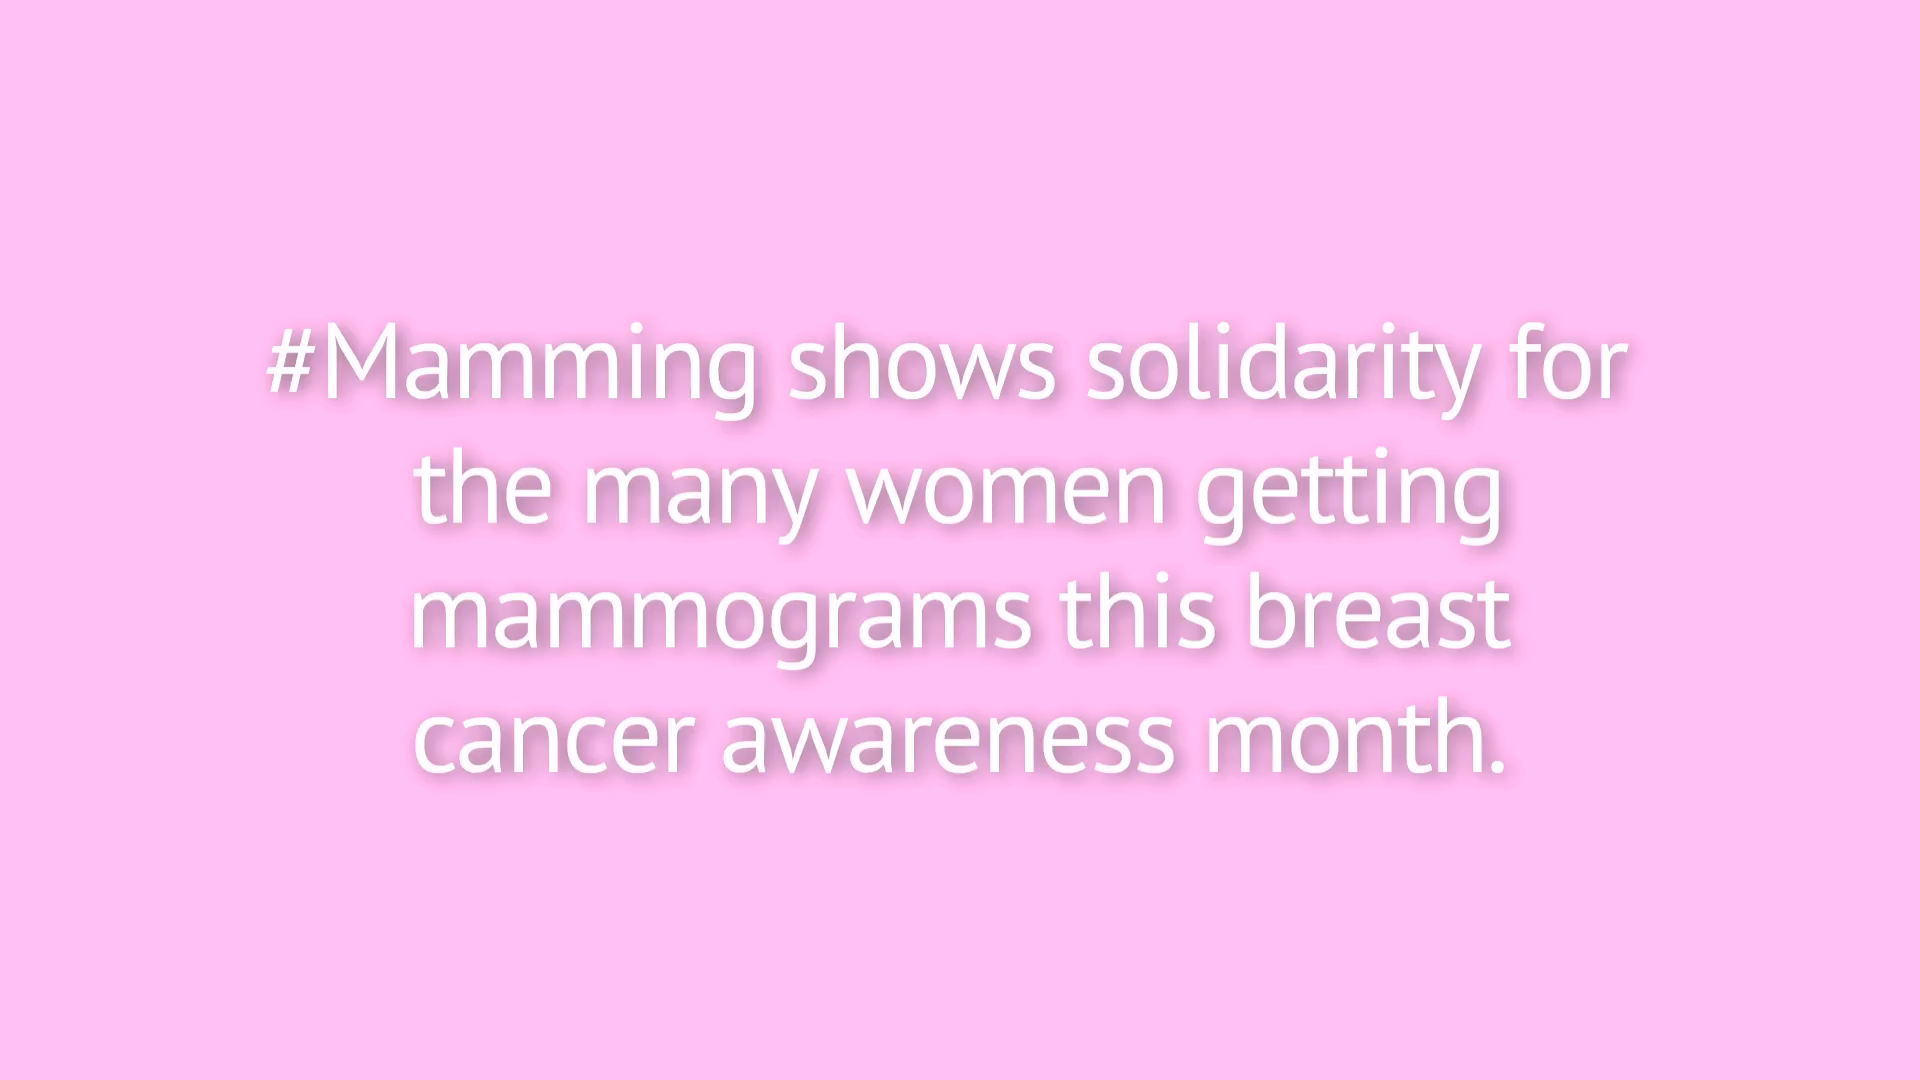 #Mamming shows solidarity for
the many women getting
mammograms this breast
cancer awareness month.